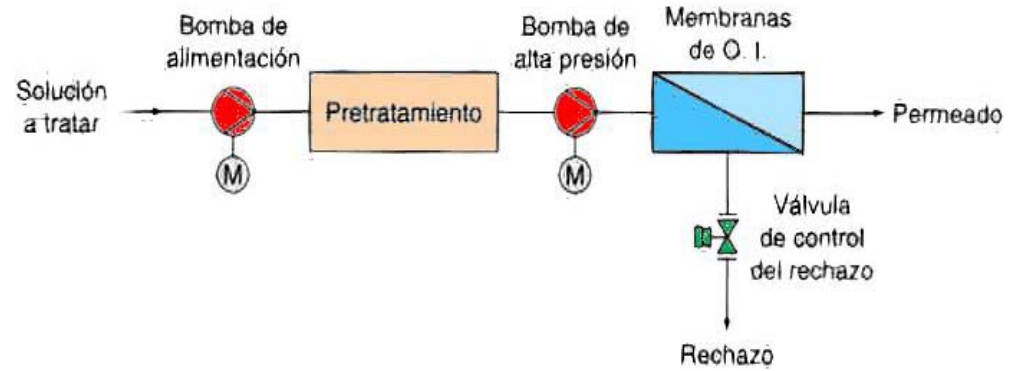 Bomba de
alimentación
Bomba de
alta presión
Membranas
de O. I.
Solución
a tratar
Pretratamiento
Permeado
M
M
Válvula
de control
del rechazo
Rechazo